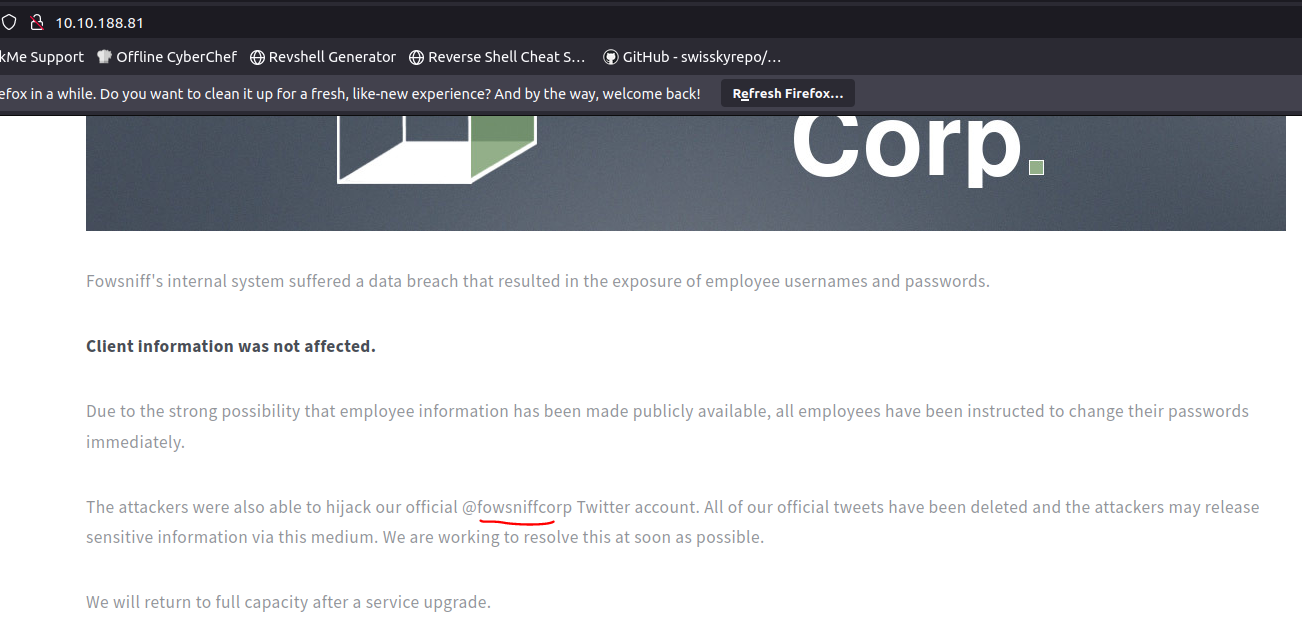 10.10.188.81
kMe Support Offline CyberChef Revshell Generator Reverse Shell Cheat S… GitHub - swisskyrepo/…
efox in a while. Do you want to clean it up for a fresh, like-new experience? And by the way, welcome back! Refresh Firefox…
Corp.
Fowsniff's internal system suffered a data breach that resulted in the exposure of employee usernames and passwords.
Client information was not affected.
Due to the strong possibility that employee information has been made publicly available, all employees have been instructed to change their passwords
immediately.
The attackers were also able to hijack our official @fowsniffcorp Twitter account. All of our official tweets have been deleted and the attackers may release
sensitive information via this medium. We are working to resolve this at soon as possible.
We will return to full capacity after a service upgrade.